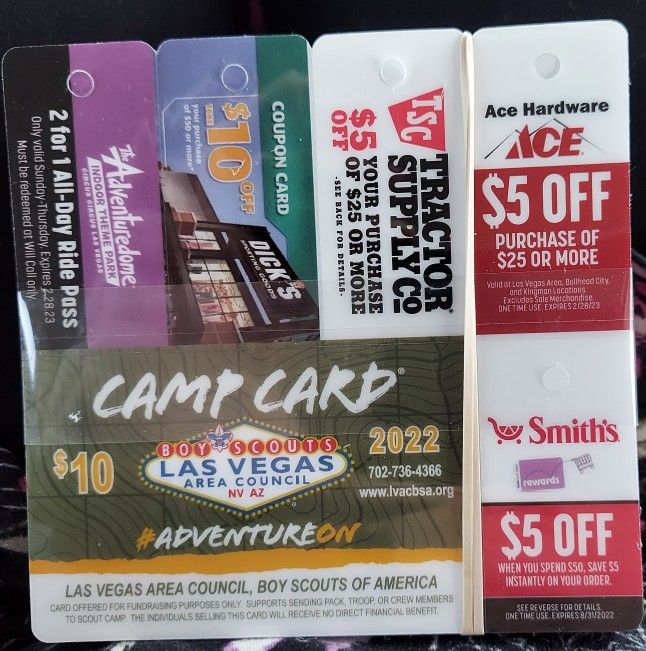 2 for 1 All-Day Ride Pass
Only valid Sunday-Thursday. Expires 2.28.23
Must be redeemed at Will Call only.
The
Adventuredome
INDOOR THEME PARK
CIRCUS CIRCUS LAS VEGAS
COUPON CARD
TAKE
$10 OFF
your purchase
of $50 or more*
DICK'S
SPORTING GOODS
TSC
TRACTOR
SUPPLY CO
$5
OFF
YOUR PURCHASE
OF $25 OR MORE
-SEE BACK FOR DETAILS-
Ace Hardware
ACE
$5 OFF
PURCHASE OF
$25 OR MORE
Valid at Las Vegas Area, Bullhead City,
and Kingman Locations.
Excludes Sale Merchandise.
ONE TIME USE. EXPIRES 2/28/23
CAMP CARD®
$10
BOY SCOUTS
LAS VEGAS
AREA COUNCIL
NV AZ
2022
702-736-4366
www.lvacbsa.org
#ADVENTUREON
LAS VEGAS AREA COUNCIL, BOY SCOUTS OF AMERICA
CARD OFFERED FOR FUNDRAISING PURPOSES ONLY. SUPPORTS SENDING PACK, TROOP, OR CREW MEMBERS
TO SCOUT CAMP. THE INDIVIDUALS SELLING THIS CARD WILL RECEIVE NO DIRECT FINANCIAL BENEFIT.
Smith's
rewards
$5 OFF
WHEN YOU SPEND $50, SAVE $5
INSTANTLY ON YOUR ORDER.
SEE REVERSE FOR DETAILS.
ONE TIME USE. EXPIRES 8/31/2022